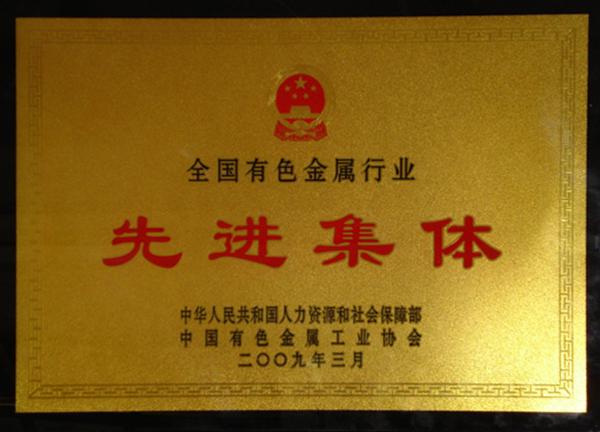 全国有色金属行业
先进集体
中华人民共和国人力资源和社会保障部
中国有色金属工业协会
二〇〇九年三月